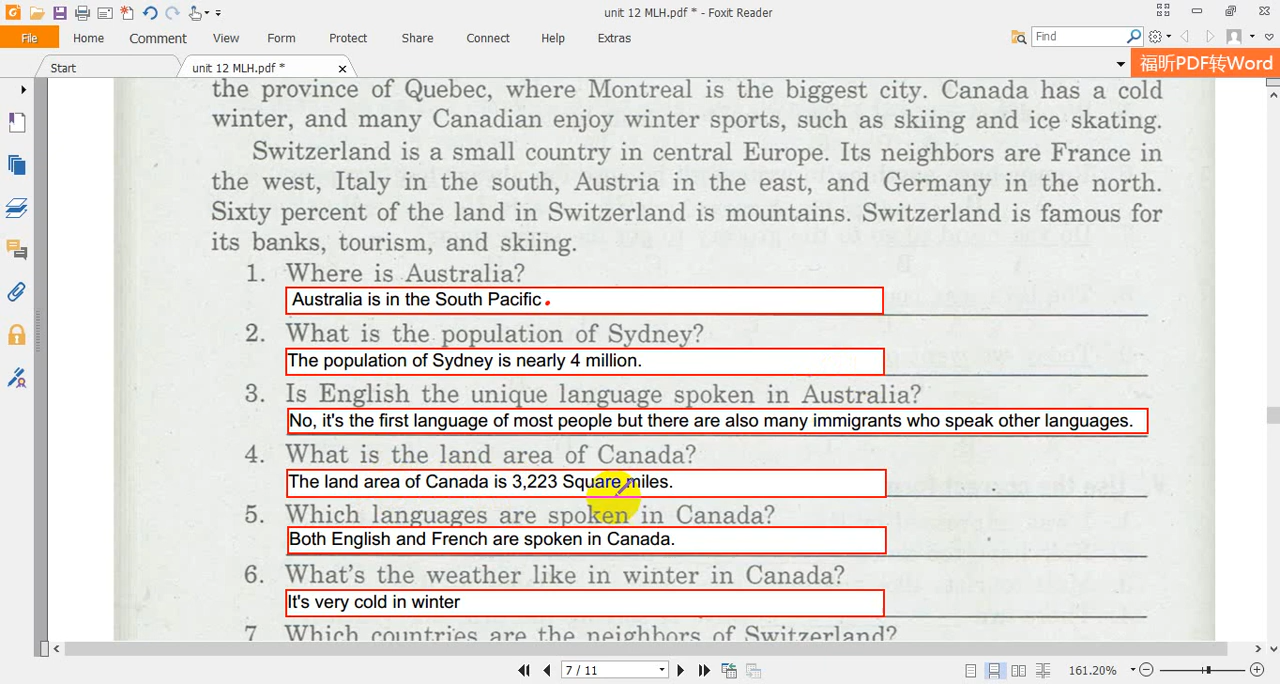 unit 12 MLH.pdf * - Foxit Reader
File Home Comment View Form Protect Share Connect Help Extras
Find
Start unit 12 MLH.pdf *
福昕PDF转Word
the province of Quebec, where Montreal is the biggest city. Canada has a cold
winter, and many Canadian enjoy winter sports, such as skiing and ice skating.
Switzerland is a small country in central Europe. Its neighbors are France in
the west, Italy in the south, Austria in the east, and Germany in the north.
Sixty percent of the land in Switzerland is mountains. Switzerland is famous for
its banks, tourism, and skiing.
1. Where is Australia?
Australia is in the South Pacific.
2. What is the population of Sydney?
The population of Sydney is nearly 4 million.
3. Is English the unique language spoken in Australia?
No, it's the first language of most people but there are also many immigrants who speak other languages.
4. What is the land area of Canada?
The land area of Canada is 3,223 Square miles.
5. Which languages are spoken in Canada?
Both English and French are spoken in Canada.
6. What's the weather like in winter in Canada?
It's very cold in winter
7 Which countries are the neighbors of Switzerland?
7 / 11
161.20%